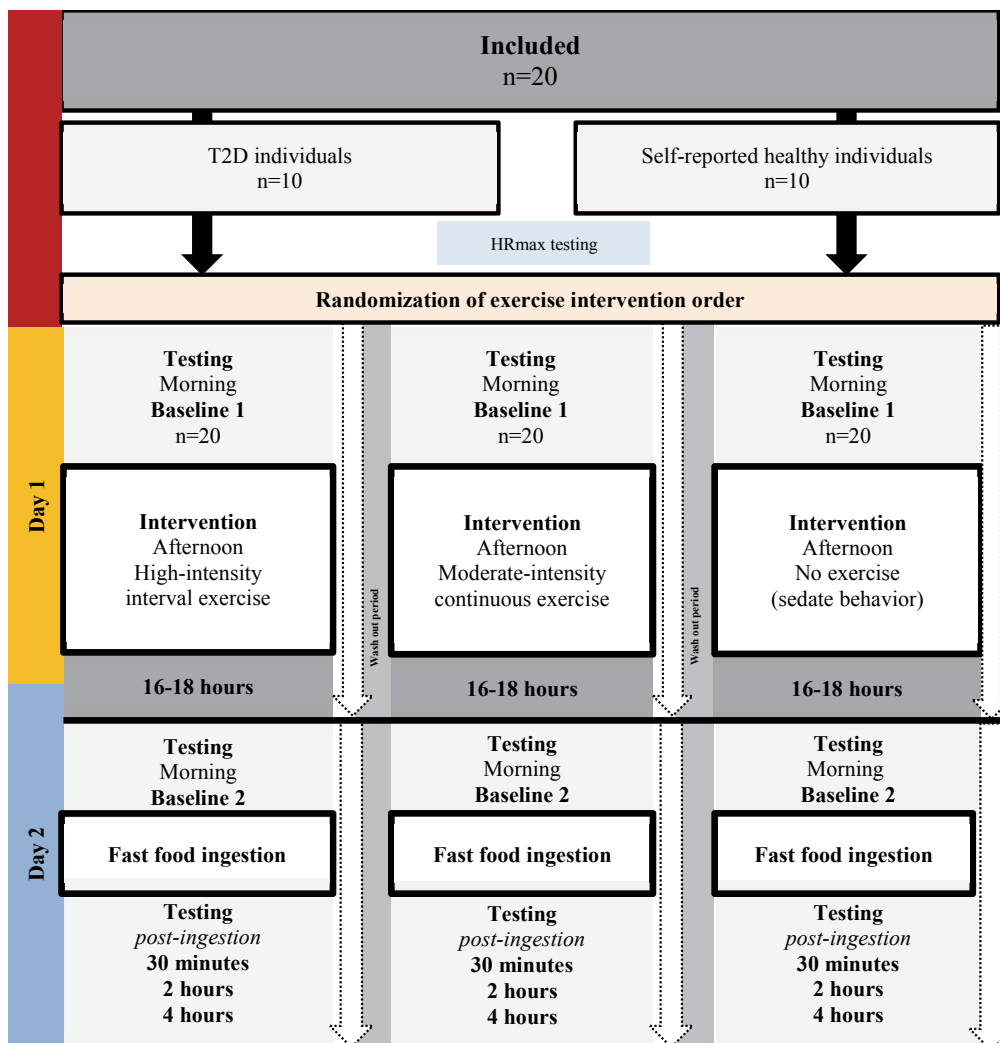 Included
n=20
T2D individuals
n=10
Self-reported healthy individuals
n=10
HRmax testing
Randomization of exercise intervention order
Day 1
Testing
Morning
Baseline 1
n=20
Intervention
Afternoon
High-intensity
interval exercise
16-18 hours
Wash out period
Testing
Morning
Baseline 1
n=20
Intervention
Afternoon
Moderate-intensity
continuous exercise
16-18 hours
Wash out period
Testing
Morning
Baseline 1
n=20
Intervention
Afternoon
No exercise
(sedate behavior)
16-18 hours
Day 2
Testing
Morning
Baseline 2
Fast food ingestion
Testing
post-ingestion
30 minutes
2 hours
4 hours
Testing
Morning
Baseline 2
Fast food ingestion
Testing
post-ingestion
30 minutes
2 hours
4 hours
Testing
Morning
Baseline 2
Fast food ingestion
Testing
post-ingestion
30 minutes
2 hours
4 hours